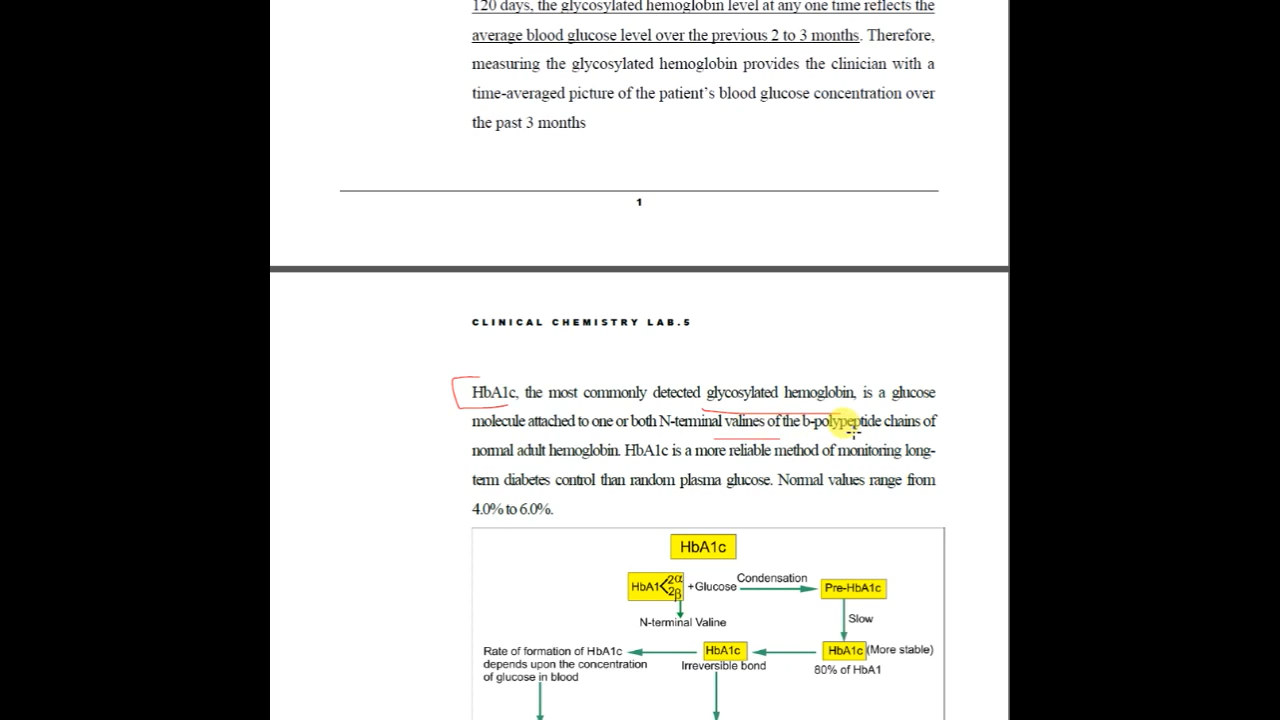 120 days, the glycosylated hemoglobin level at any one time reflects the
average blood glucose level over the previous 2 to 3 months. Therefore,
measuring the glycosylated hemoglobin provides the clinician with a
time-averaged picture of the patient’s blood glucose concentration over
the past 3 months
1
CLINICAL CHEMISTRY LAB.5
HbA1c, the most commonly detected glycosylated hemoglobin, is a glucose
molecule attached to one or both N-terminal valines of the b-polypeptide chains of
normal adult hemoglobin. HbA1c is a more reliable method of monitoring long-
term diabetes control than random plasma glucose. Normal values range from
4.0% to 6.0%.
HbA1c
HbA1<2α 2β +Glucose Condensation Pre-HbA1c
N-terminal Valine
Slow
HbA1c (More stable)
80% of HbA1
HbA1c
Irreversible bond
Rate of formation of HbA1c
depends upon the concentration
of glucose in blood